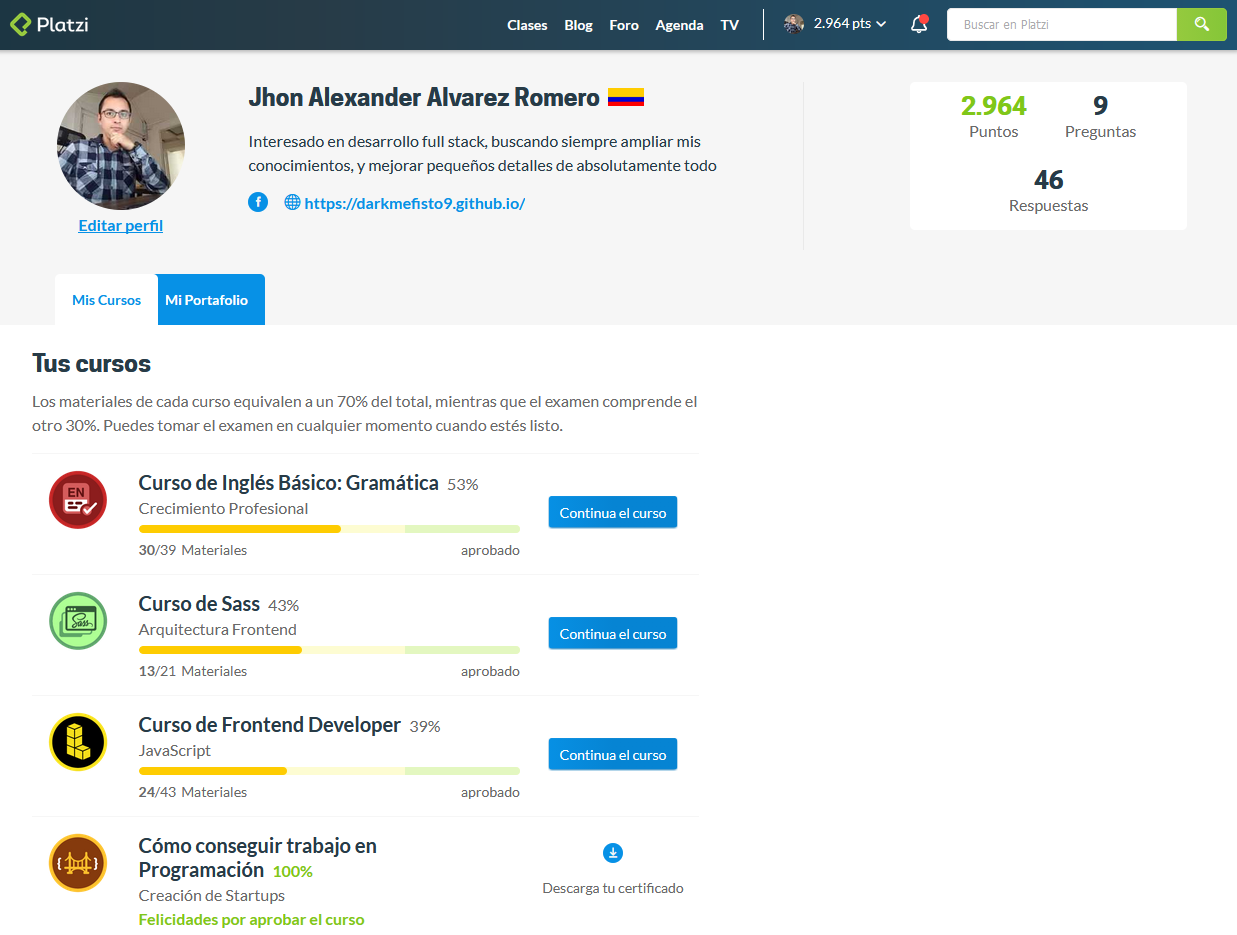 Platzi
Clases Blog Foro Agenda TV 2.964 pts Buscar en Platzi
Jhon Alexander Alvarez Romero
Interesado en desarrollo full stack, buscando siempre ampliar mis
conocimientos, y mejorar pequeños detalles de absolutamente todo
https://darkmefisto9.github.io/
Editar perfil
2.964
Puntos
9
Preguntas
46
Respuestas
Mis Cursos Mi Portafolio
Tus cursos
Los materiales de cada curso equivalen a un 70% del total, mientras que el examen comprende el
otro 30%. Puedes tomar el examen en cualquier momento cuando estés listo.
EN
Curso de Inglés Básico: Gramática 53%
Crecimiento Profesional
30/39 Materiales aprobado
Continua el curso
Sass
Curso de Sass 43%
Arquitectura Frontend
13/21 Materiales aprobado
Continua el curso
Curso de Frontend Developer 39%
JavaScript
24/43 Materiales aprobado
Continua el curso
Cómo conseguir trabajo en
Programación 100%
Creación de Startups
Felicidades por aprobar el curso
Descarga tu certificado